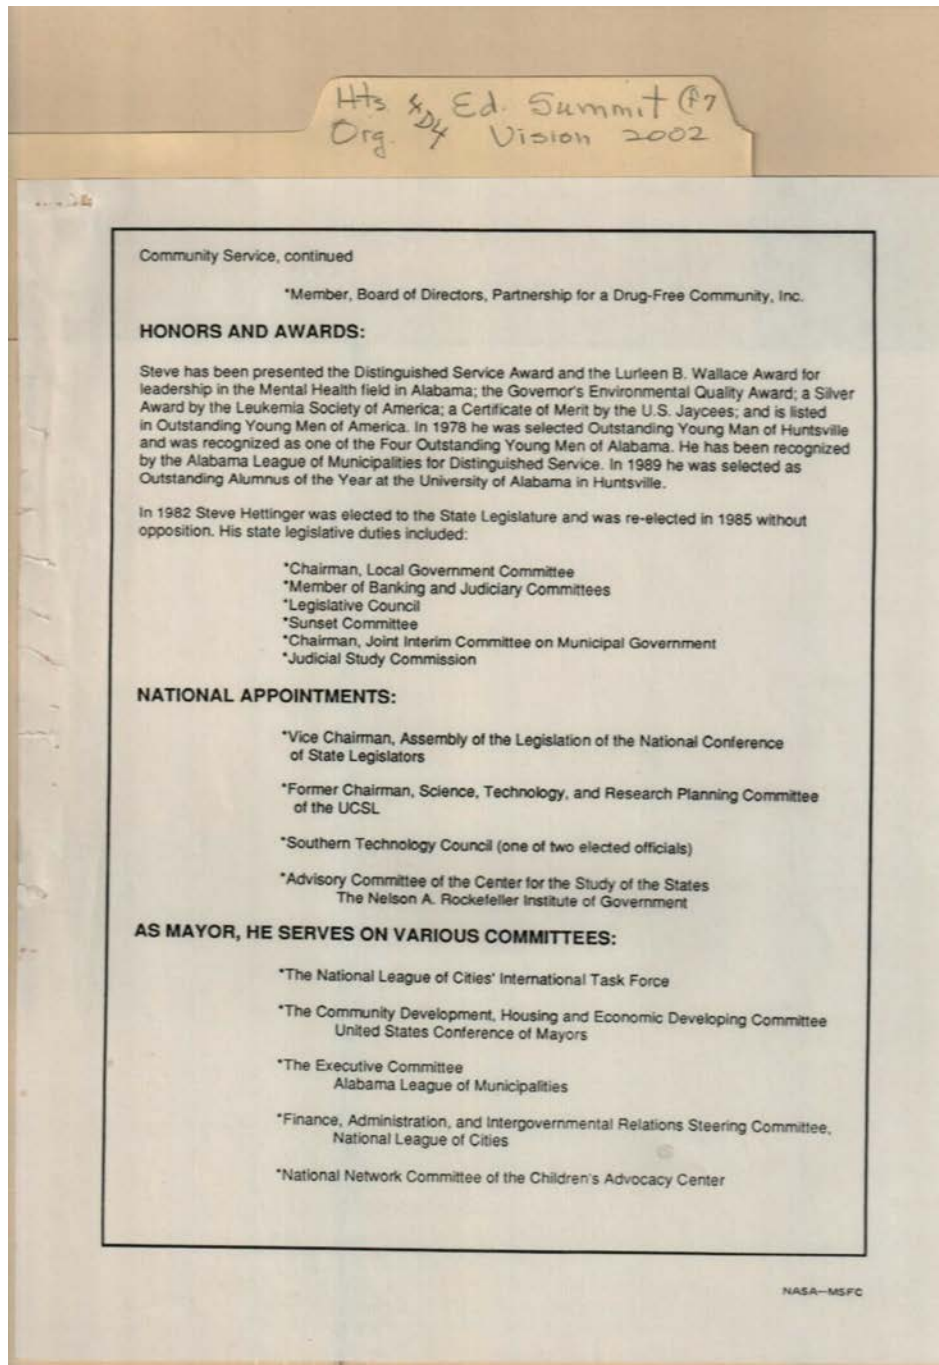 Hts & Ed. Summit
Org. D4 Vision 2002
Community Service, continued
*Member, Board of Directors, Partnership for a Drug-Free Community, Inc.
HONORS AND AWARDS:
Steve has been presented the Distinguished Service Award and the Lurleen B. Wallace Award for
leadership in the Mental Health field in Alabama; the Governor's Environmental Quality Award; a Silver
Award by the Leukemia Society of America; a Certificate of Merit by the U.S. Jaycees; and is listed
in Outstanding Young Men of America. In 1978 he was selected Outstanding Young Man of Huntsville
and was recognized as one of the Four Outstanding Young Men of Alabama. He has been recognized
by the Alabama League of Municipalities for Distinguished Service. In 1989 he was selected as
Outstanding Alumnus of the Year at the University of Alabama in Huntsville.
In 1982 Steve Hettinger was elected to the State Legislature and was re-elected in 1985 without
opposition. His state legislative duties included:
*Chairman, Local Government Committee
*Member of Banking and Judiciary Committees
*Legislative Council
*Sunset Committee
*Chairman, Joint Interim Committee on Municipal Government
*Judicial Study Commission
NATIONAL APPOINTMENTS:
*Vice Chairman, Assembly of the Legislation of the National Conference
of State Legislators
*Former Chairman, Science, Technology, and Research Planning Committee
of the UCSL
*Southern Technology Council (one of two elected officials)
*Advisory Committee of the Center for the Study of the States
The Nelson A. Rockefeller Institute of Government
AS MAYOR, HE SERVES ON VARIOUS COMMITTEES:
*The National League of Cities' International Task Force
*The Community Development, Housing and Economic Developing Committee
United States Conference of Mayors
*The Executive Committee
Alabama League of Municipalities
*Finance, Administration, and Intergovernmental Relations Steering Committee,
National League of Cities
*National Network Committee of the Children's Advocacy Center
NASA—MSFC